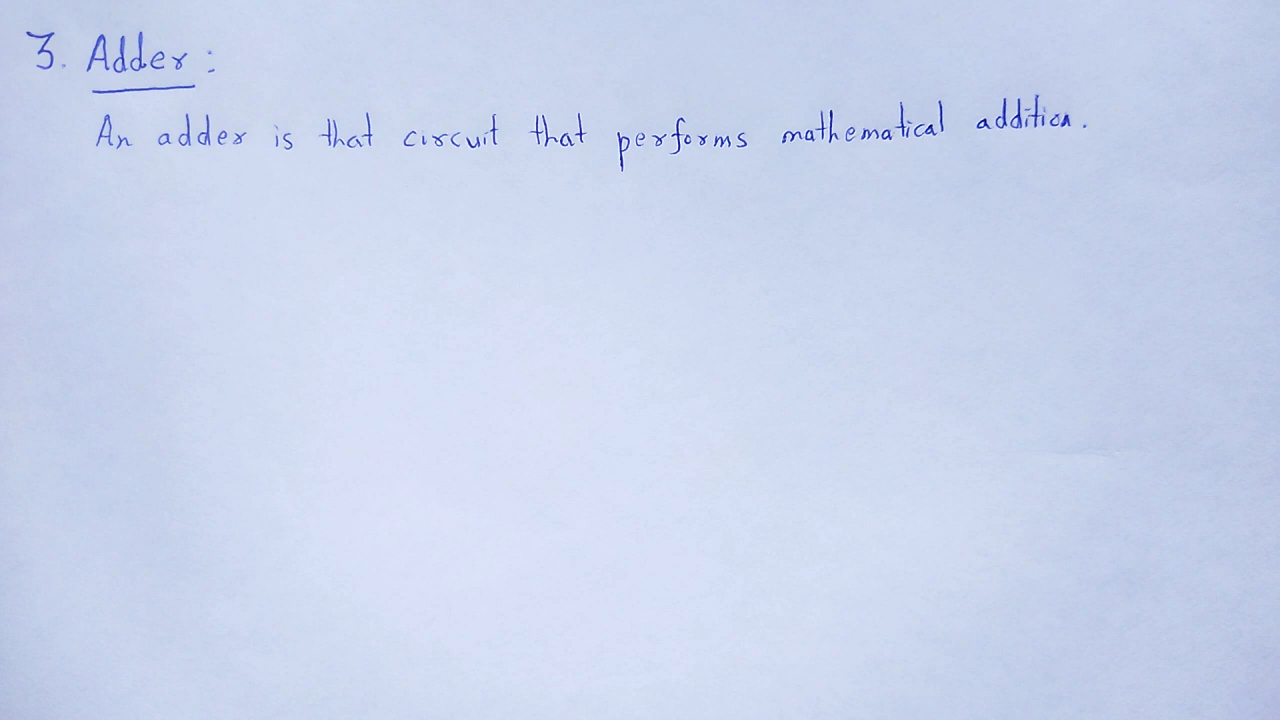 3. Adder :
An adder is that circuit that performs mathematical addition.